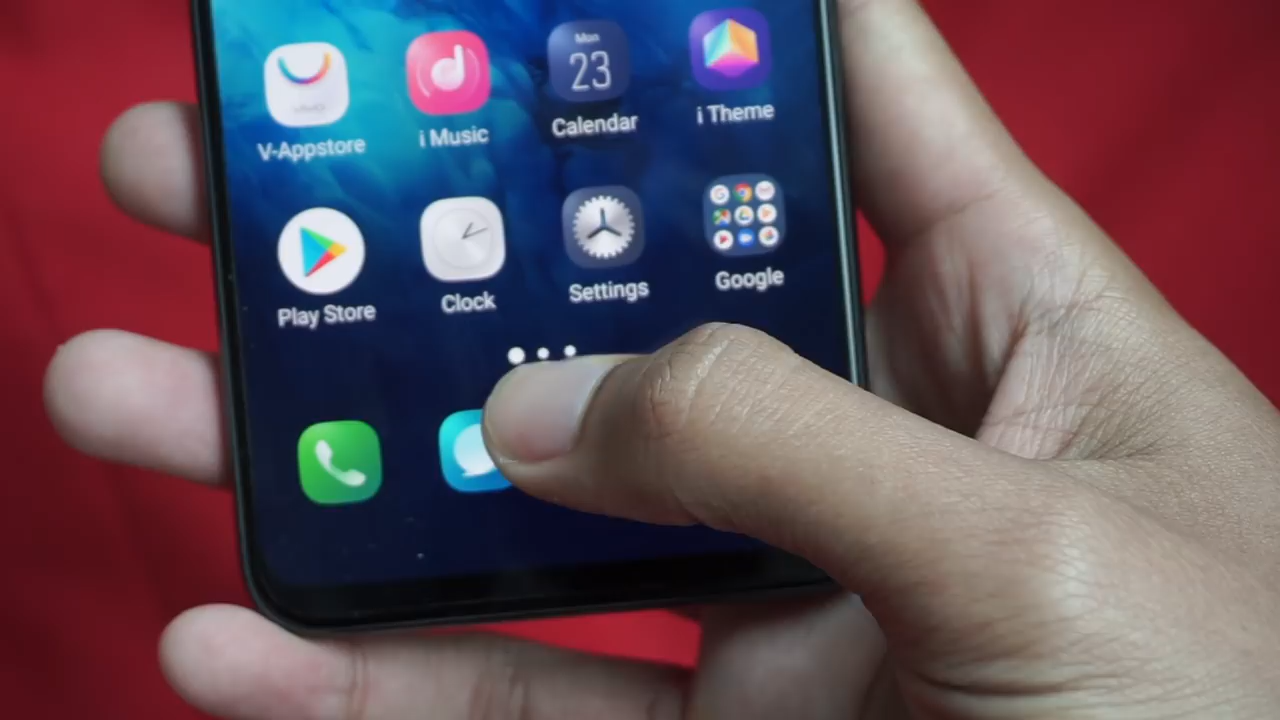 V-Appstore
i Music
Mon
23
Calendar
i Theme
Play Store
Clock
Settings
Google